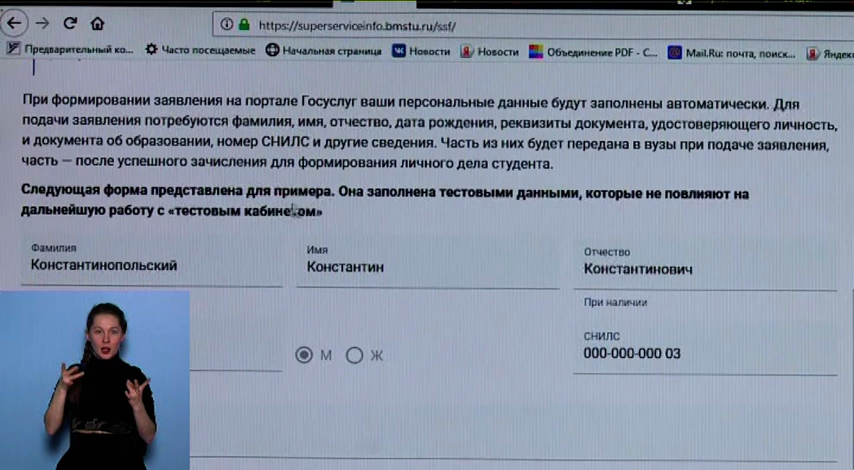 https://superserviceinfo.bmstu.ru/ssf/
Предварительный ко... Часто посещаемые Начальная страница Новости Новости Объединение PDF - С... Mail.Ru: почта, поиск...
При формировании заявления на портале Госуслуг ваши персональные данные будут заполнены автоматически. Для
подачи заявления потребуются фамилия, имя, отчество, дата рождения, реквизиты документа, удостоверяющего личность,
и документа об образовании, номер СНИЛС и другие сведения. Часть из них будет передана в вузы при подаче заявления,
часть — после успешного зачисления для формирования личного дела студента.
Следующая форма представлена для примера. Она заполнена тестовыми данными, которые не повлияют на
дальнейшую работу с «тестовым кабинетом»
Фамилия
Константинопольский
Имя
Константин
Отчество
Константинович
При наличии
М Ж
СНИЛС
000-000-000 03